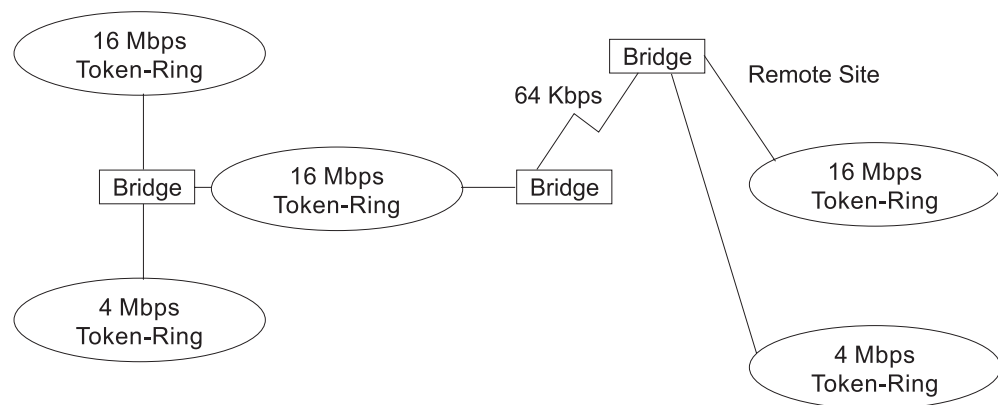 16 Mbps
Token-Ring
Bridge
16 Mbps
Token-Ring
4 Mbps
Token-Ring
64 Kbps
Bridge
Bridge
Remote Site
16 Mbps
Token-Ring
4 Mbps
Token-Ring